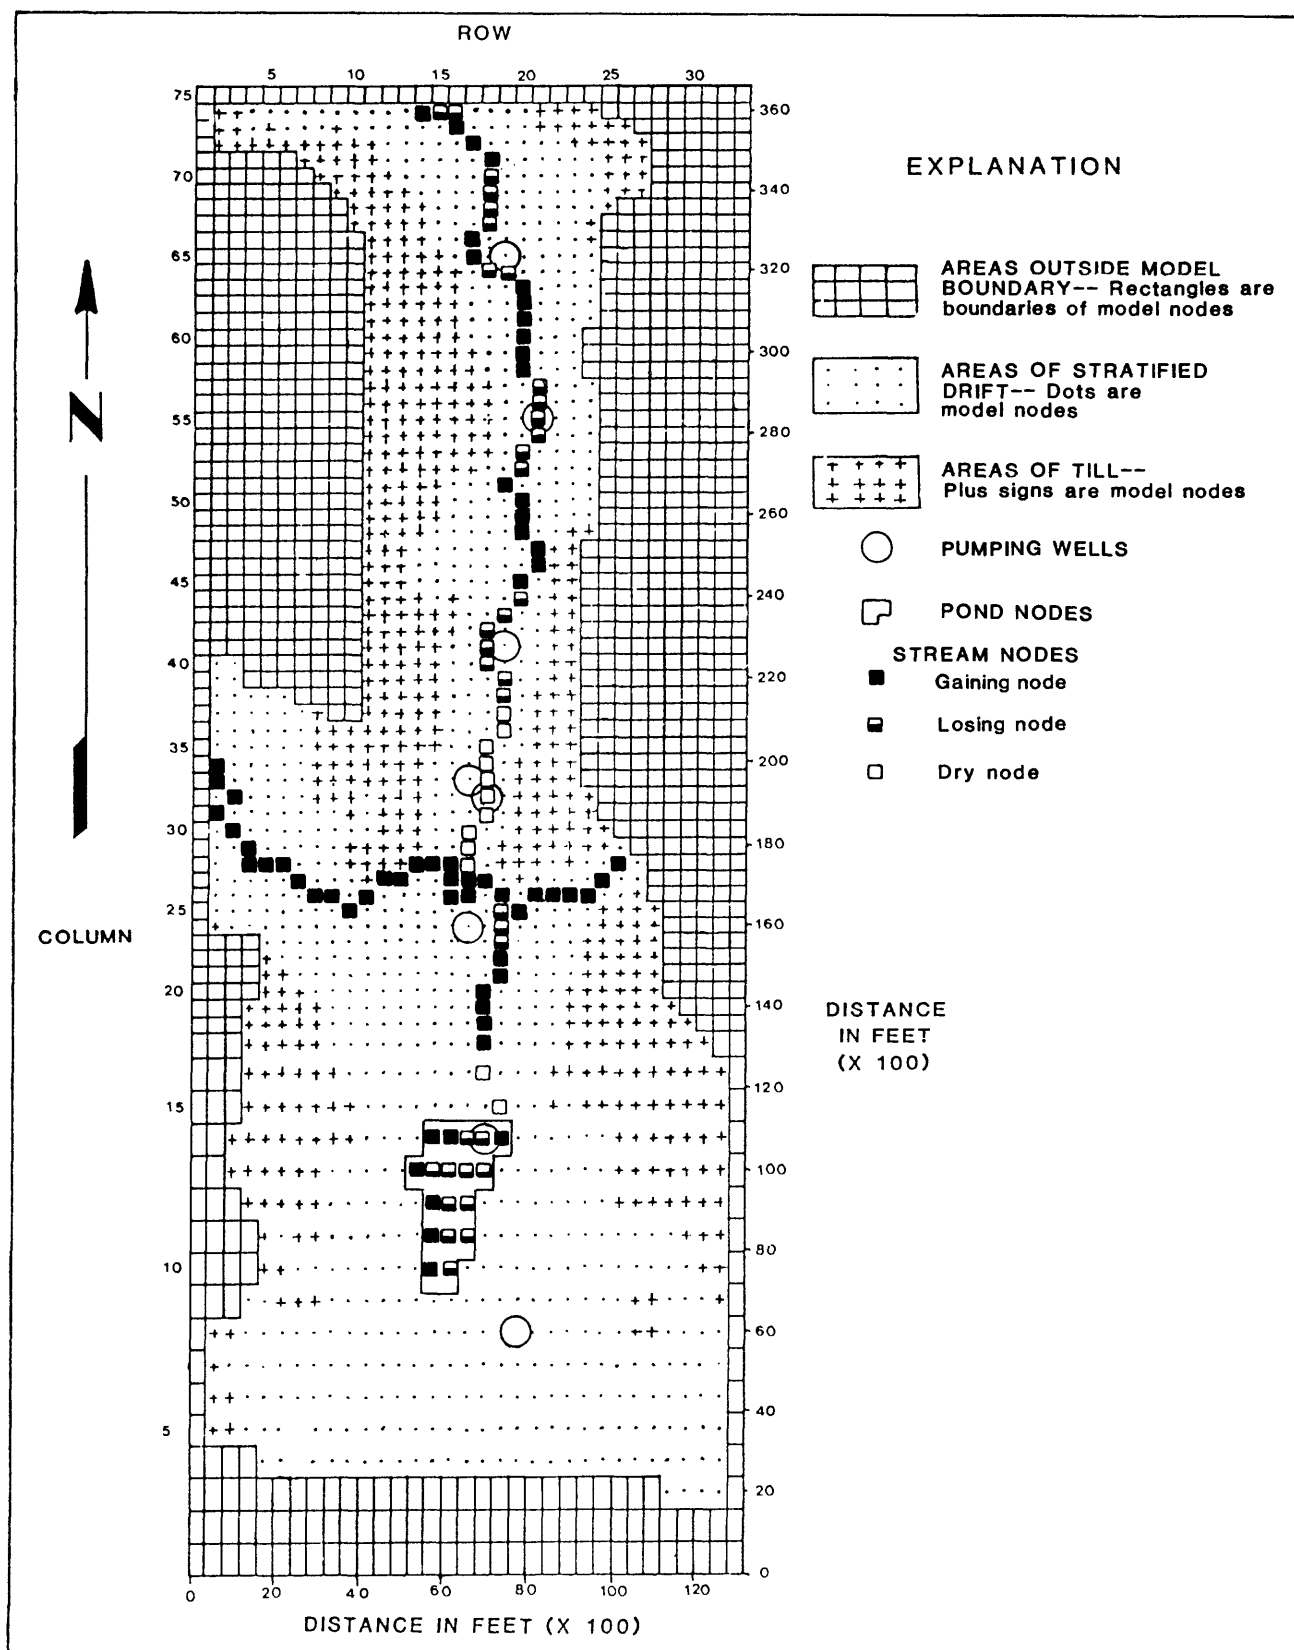 ROW
5 10 15 20 25 30
75
70
65
60
55
50
45
40
35
30
25
20
15
10
5
COLUMN
N
360
340
320
300
280
260
240
220
200
180
160
140
120
100
80
60
40
20
0
DISTANCE
IN FEET
(X 100)
0 20 40 60 80 100 120
DISTANCE IN FEET (X 100)
EXPLANATION
AREAS OUTSIDE MODEL
BOUNDARY-- Rectangles are
boundaries of model nodes
AREAS OF STRATIFIED
DRIFT-- Dots are
model nodes
AREAS OF TILL--
Plus signs are model nodes
PUMPING WELLS
POND NODES
STREAM NODES
Gaining node
Losing node
Dry node